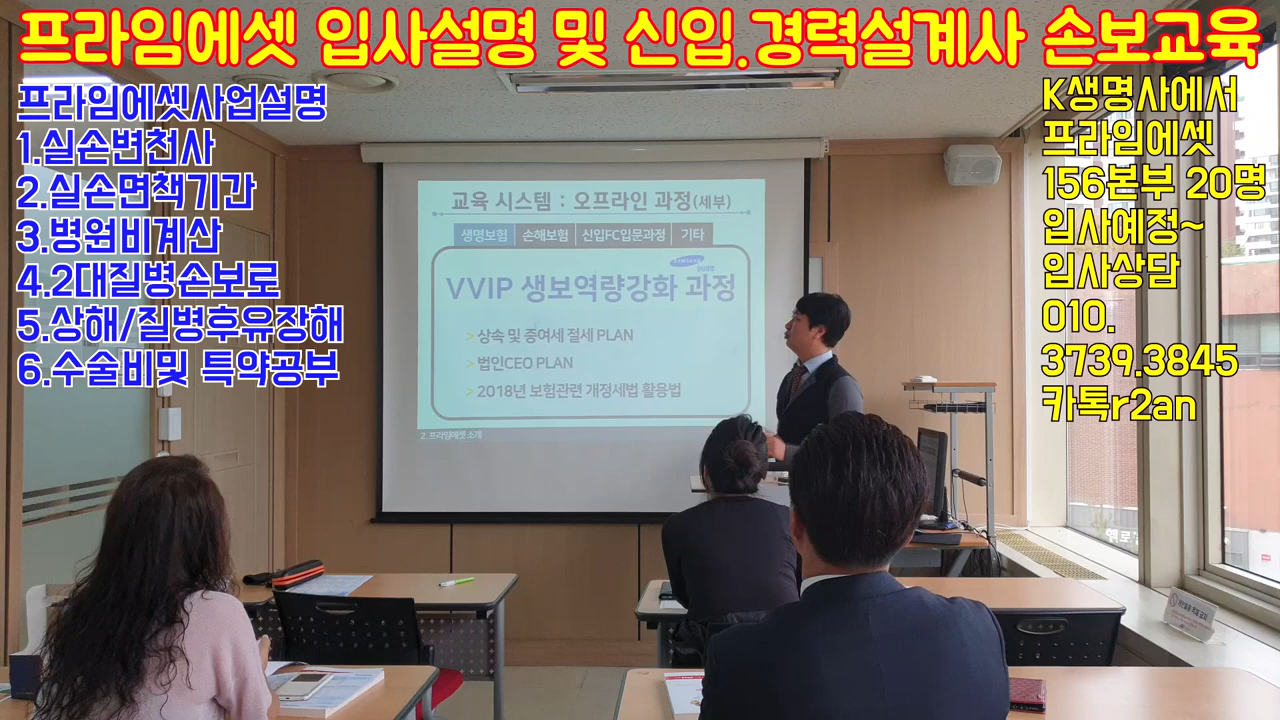 프라임에셋 입사설명 및 신입.경력설계사 손보교육
프라임에셋사업설명
1.실손변천사
2.실손면책기간
3.병원비계산
4.2대질병손보로
5.상해/질병후유장해
6.수술비및 특약공부
K생명사에서
프라임에셋
156본부 20명
입사예정~
입사상담
010.
3739.3845
카톡r2an
교육 시스템 : 오프라인 과정(세부)
생명보험 손해보험 신입FC입문과정 기타
SAMSUNG
VVIP 생보역량강화 과정
> 상속 및 증여세 절세 PLAN
> 법인CEO PLAN
> 2018년 보험관련 개정세법 활용법
2. 프라임에셋 소개